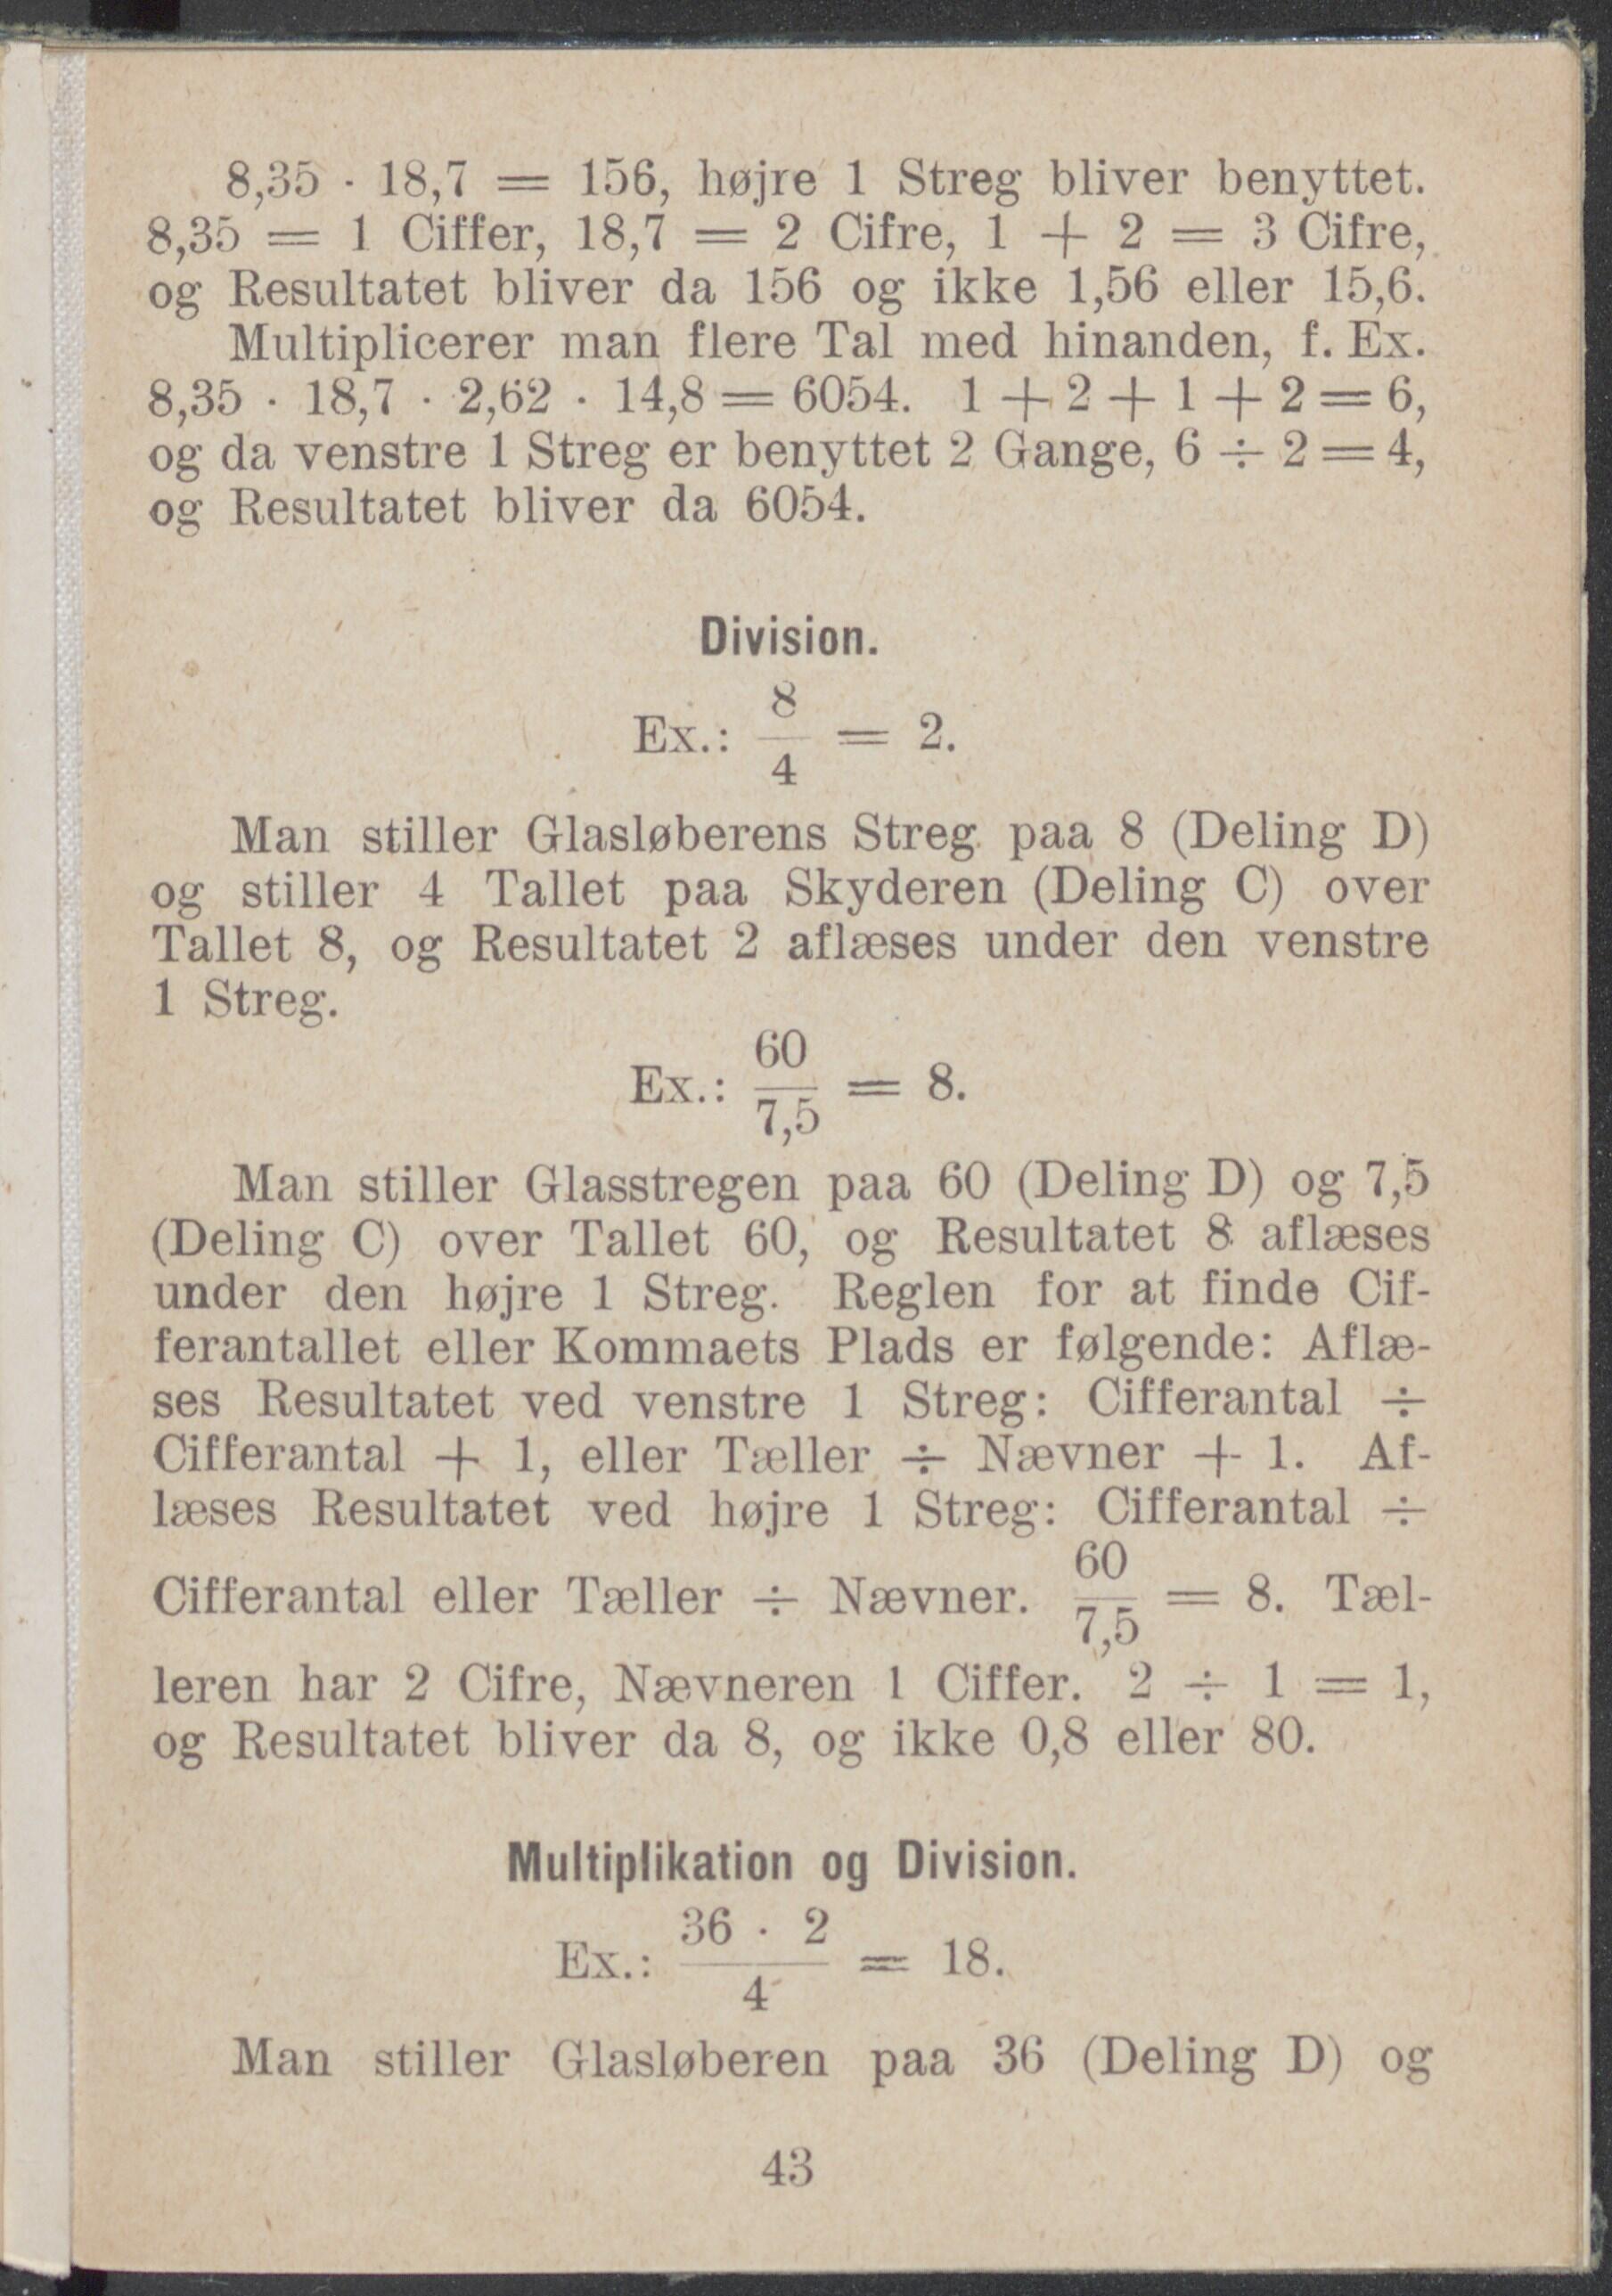 8,35 · 18,7 = 156, højre 1 Streg bliver benyttet.
8,35 = 1 Ciffer, 18,7 = 2 Cifre, 1 + 2 = 3 Cifre,
og Resultatet bliver da 156 og ikke 1,56 eller 15,6.
Multiplicerer man flere Tal med hinanden, f. Ex.
8,35 · 18,7 · 2,62 · 14,8 = 6054. 1 + 2 + 1 + 2 = 6,
og da venstre 1 Streg er benyttet 2 Gange, 6 ÷ 2 = 4,
og Resultatet bliver da 6054.
Division.
Ex.: 8/4 = 2.
Man stiller Glasløberens Streg paa 8 (Deling D)
og stiller 4 Tallet paa Skyderen (Deling C) over
Tallet 8, og Resultatet 2 aflæses under den venstre
1 Streg.
Ex.: 60/7,5 = 8.
Man stiller Glasstregen paa 60 (Deling D) og 7,5
(Deling C) over Tallet 60, og Resultatet 8 aflæses
under den højre 1 Streg. Reglen for at finde Cif-
ferantallet eller Kommaets Plads er følgende: Aflæ-
ses Resultatet ved venstre 1 Streg: Cifferantal ÷
Cifferantal + 1, eller Tæller ÷ Nævner + 1. Af-
læses Resultatet ved højre 1 Streg: Cifferantal ÷
Cifferantal eller Tæller ÷ Nævner. 60/7,5 = 8. Tæl-
leren har 2 Cifre, Nævneren 1 Ciffer. 2 ÷ 1 = 1,
og Resultatet bliver da 8, og ikke 0,8 eller 80.
Multiplikation og Division.
Ex.: 36 · 2/4 = 18.
Man stiller Glasløberen paa 36 (Deling D) og
43